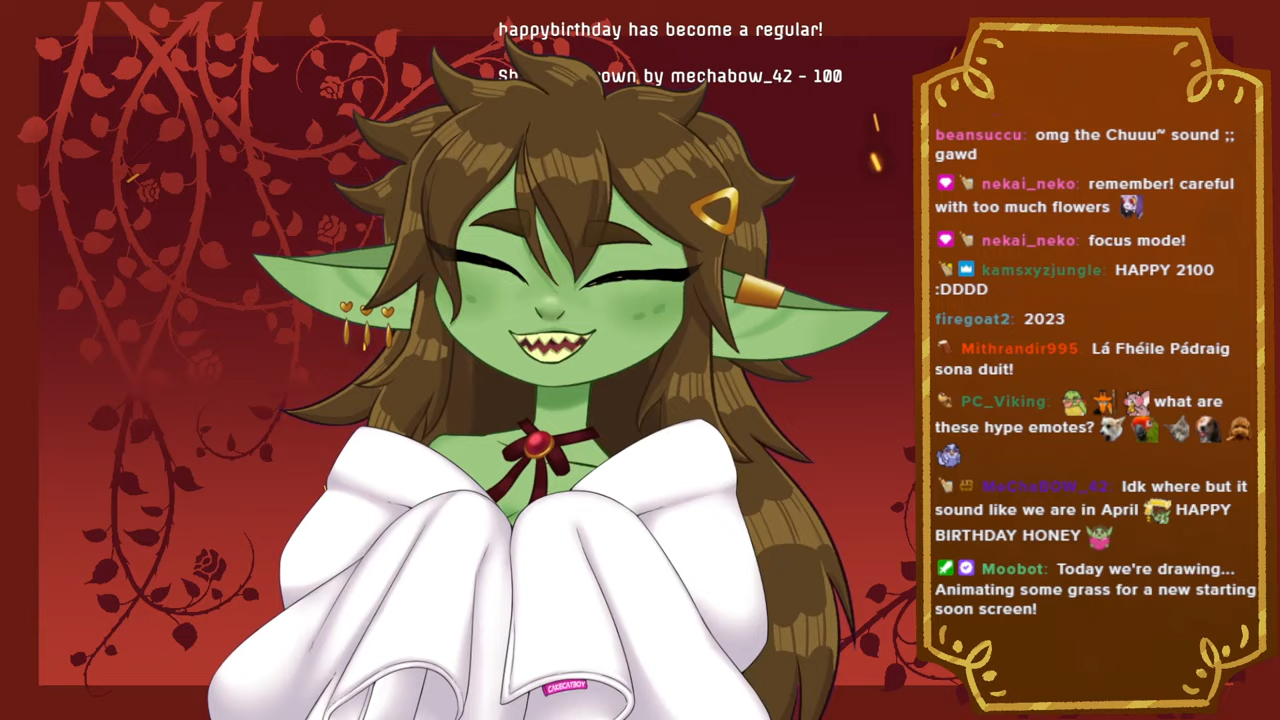 happybirthday has become a regular!
Sh own by mechabow_42 - 100
beansuccu: omg the Chuuu~ sound ;;
gawd
nekai_neko: remember! careful
with too much flowers
nekai_neko: focus mode!
kamsxyzjungle: HAPPY 2100
:DDDD
firegoat2: 2023
Mithrandir995 Lá Fhéile Pádraig
sona duit!
PC_Viking: what are
these hype emotes?
MeChaBOW_42: Idk where but it
sound like we are in April HAPPY
BIRTHDAY HONEY
Moobot: Today we're drawing...
Animating some grass for a new starting
soon screen!
CAKECATBOY